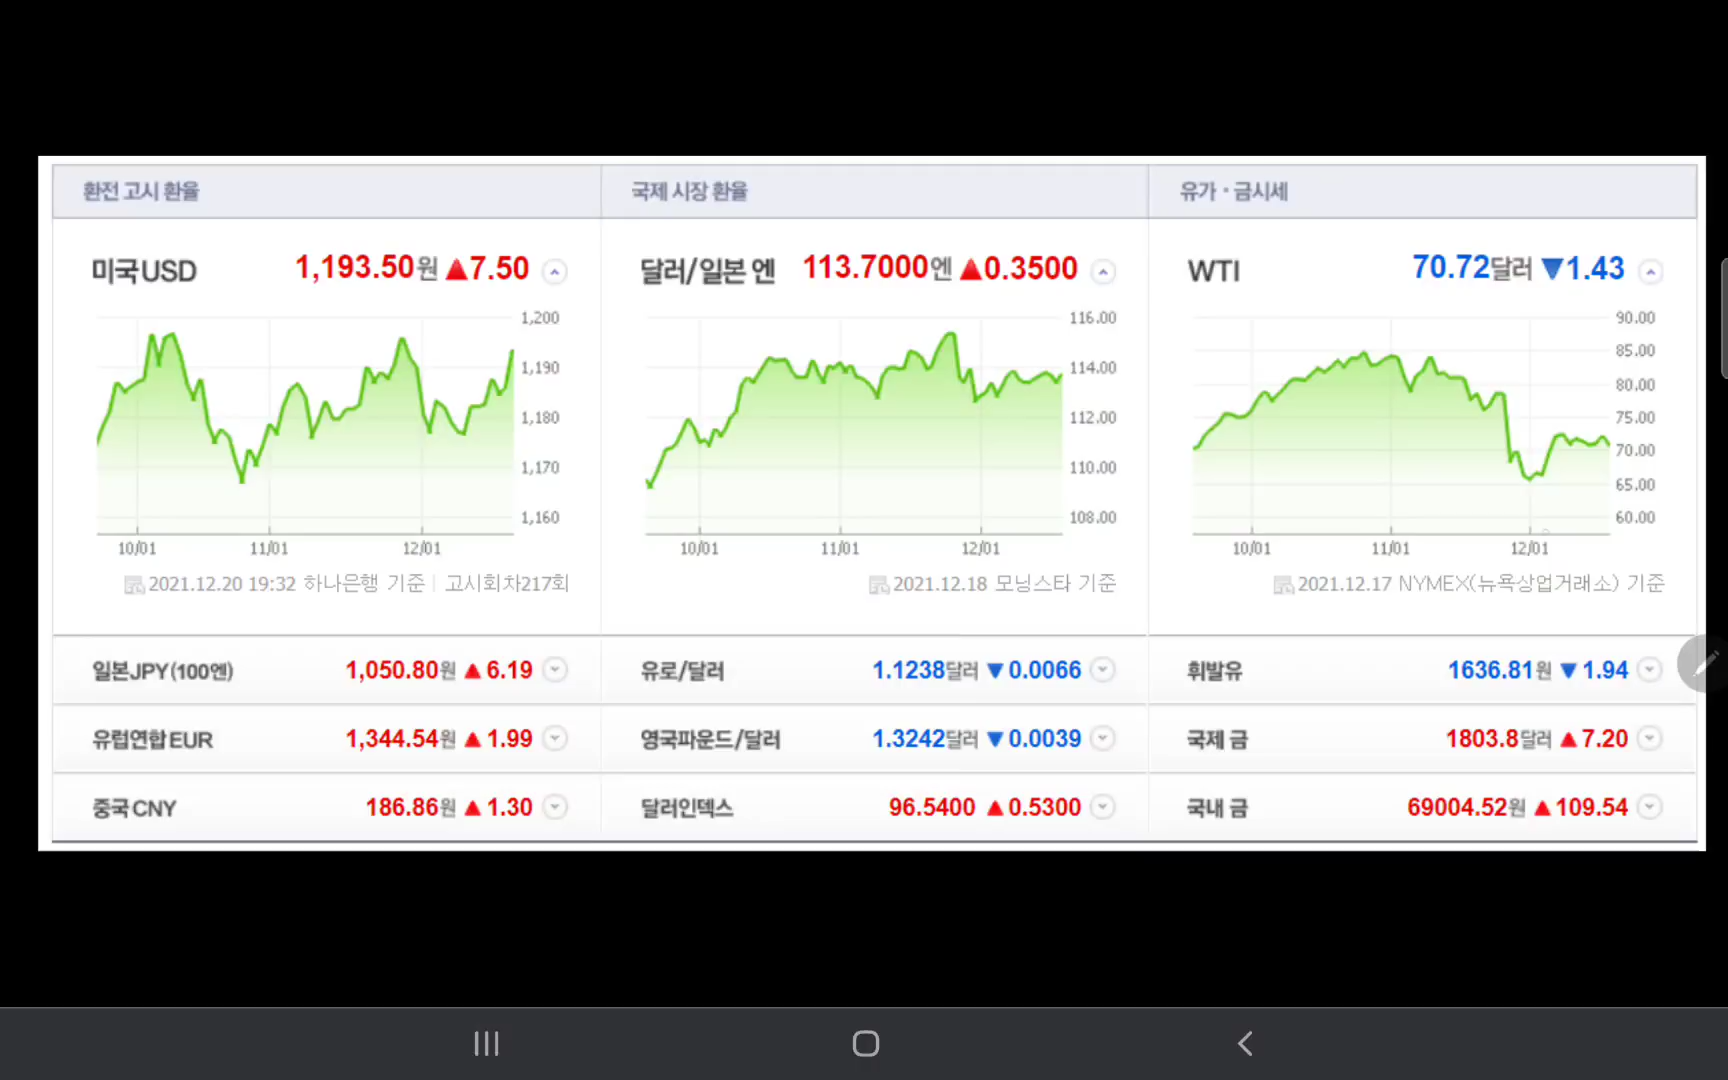 환전 고시 환율
국제 시장 환율
유가·금시세
미국USD 1,193.50원 ▲7.50
1,200
1,190
1,180
1,170
1,160
10/01 11/01 12/01
2021.12.20 19:32 하나은행 기준 고시회차217회
달러/일본 엔 113.7000엔 ▲0.3500
116.00
114.00
112.00
110.00
108.00
10/01 11/01 12/01
2021.12.18 모닝스타 기준
WTI 70.72달러 ▼1.43
90.00
85.00
80.00
75.00
70.00
65.00
60.00
10/01 11/01 12/01
2021.12.17 NYMEX(뉴욕상업거래소) 기준
일본JPY(100엔) 1,050.80원 ▲6.19
유럽연합EUR 1,344.54원 ▲1.99
중국CNY 186.86원 ▲1.30
유로/달러 1.1238달러 ▼0.0066
영국파운드/달러 1.3242달러 ▼0.0039
달러인덱스 96.5400 ▲0.5300
휘발유 1636.81원 ▼1.94
국제 금 1803.8달러 ▲7.20
국내 금 69004.52원 ▲109.54